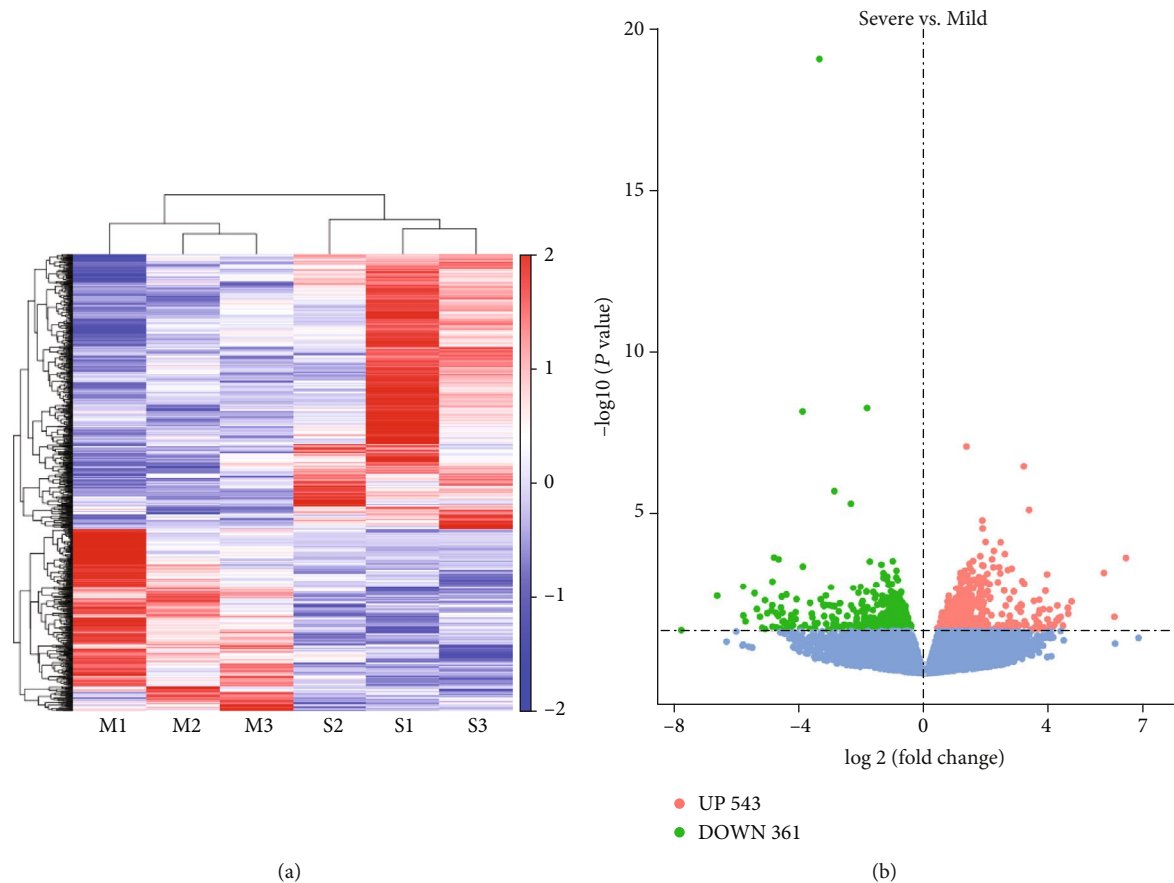 Severe vs. Mild
20
15
10
5
–log10 (P value)
2
1
0
−1
−2
M1 M2 M3 S2 S1 S3
−8 −4 0 4 7
log 2 (fold change)
UP 543
DOWN 361
(a) (b)